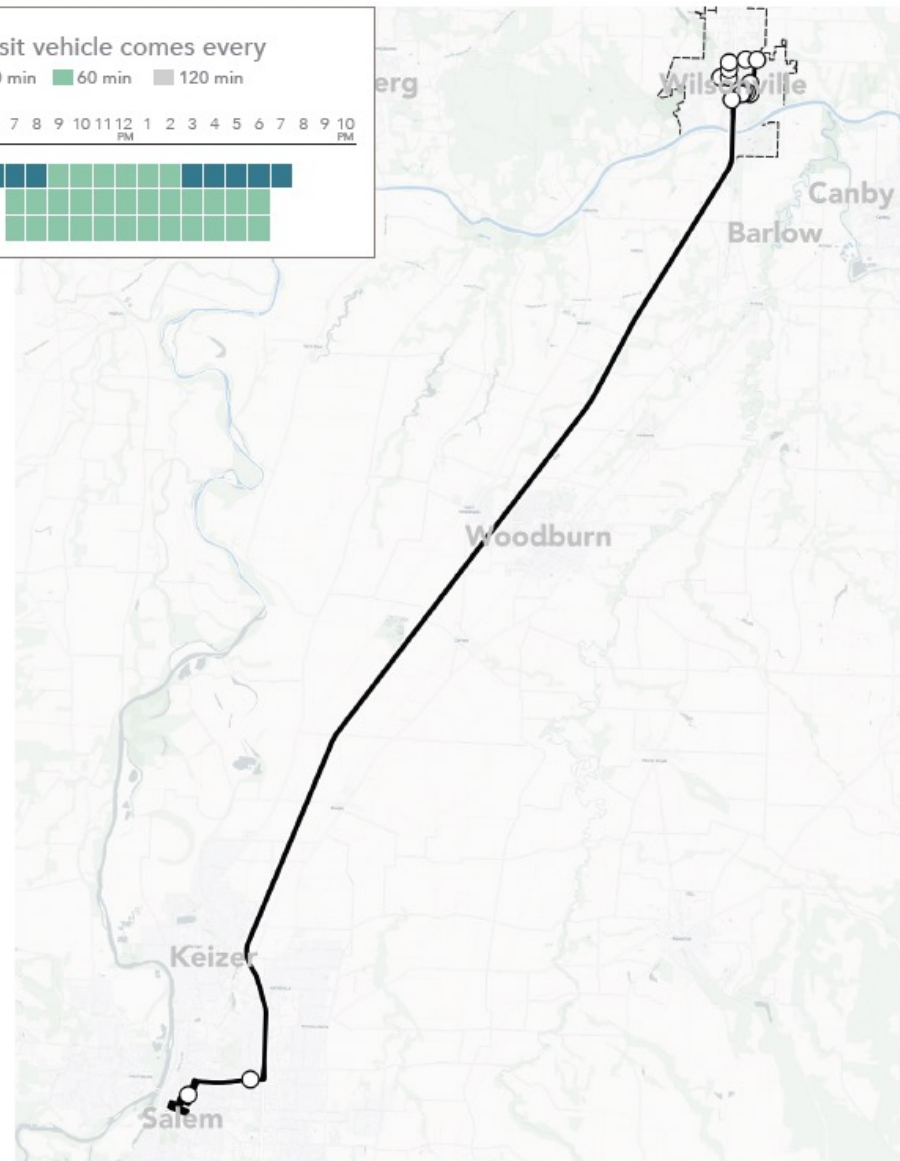 sit vehicle comes every
min 60 min 120 min
7 8 9 10 11 12 1 2 3 4 5 6 7 8 9 10
PM PM
erg
Wilsonville
Canby
Barlow
Woodburn
Keizer
Salem